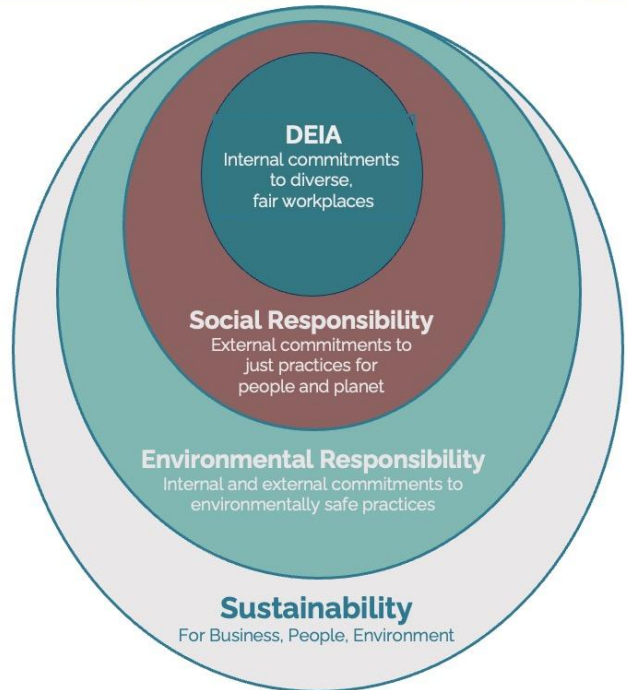 DEIA
Internal commitments
to diverse,
fair workplaces
Social Responsibility
External commitments to
just practices for
people and planet
Environmental Responsibility
Internal and external commitments to
environmentally safe practices
Sustainability
For Business, People, Environment